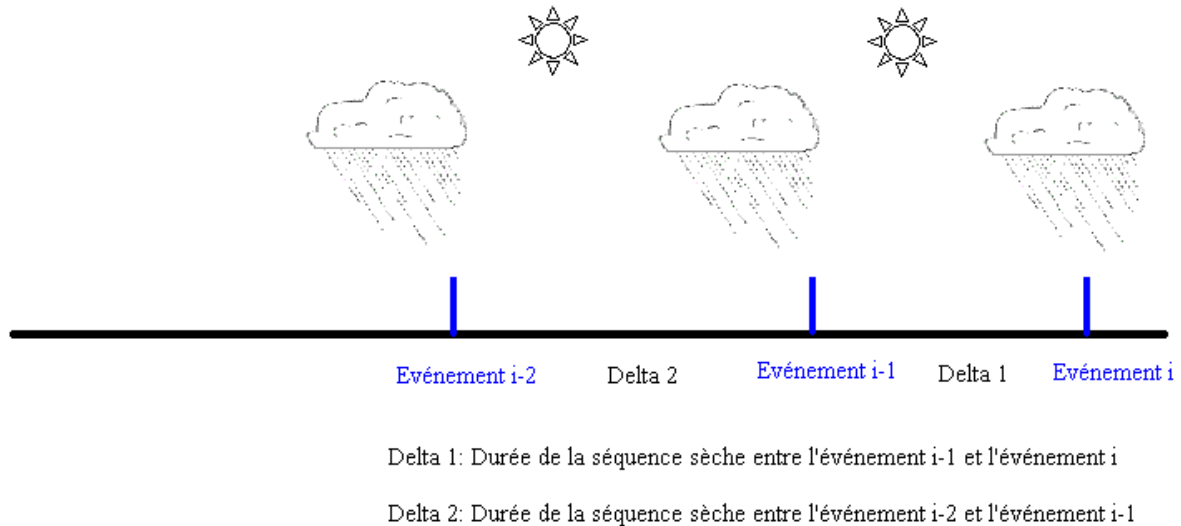 Evénement i-2 Delta 2 Evénement i-1 Delta 1 Evénement i
Delta 1: Durée de la séquence sèche entre l'événement i-1 et l'événement i
Delta 2: Durée de la séquence sèche entre l'événement i-2 et l'événement i-1